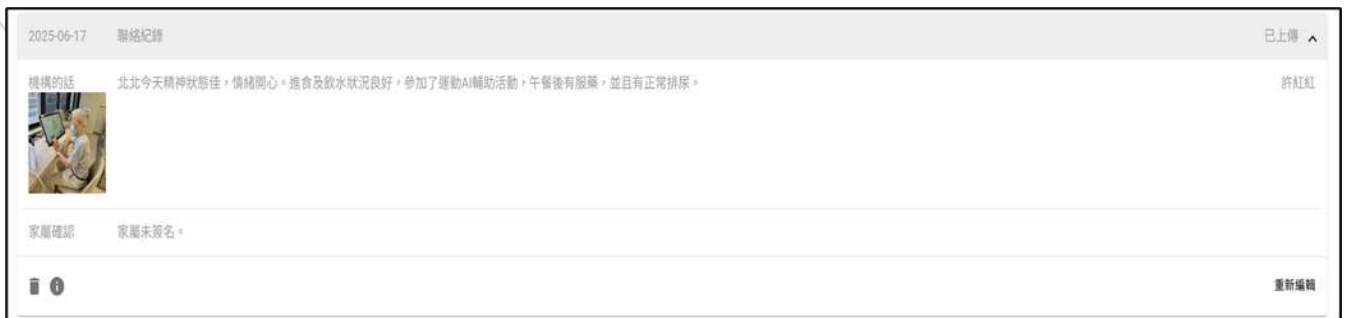 2025-06-17 聯絡紀錄 已上傳
機構的話 北北今天精神狀態佳，情緒開心。進食及飲水狀況良好，參加了運動AI輔助活動，午餐後有服藥，並且有正常排尿。 許紅紅
家屬確認 家屬未簽名。
重新編輯